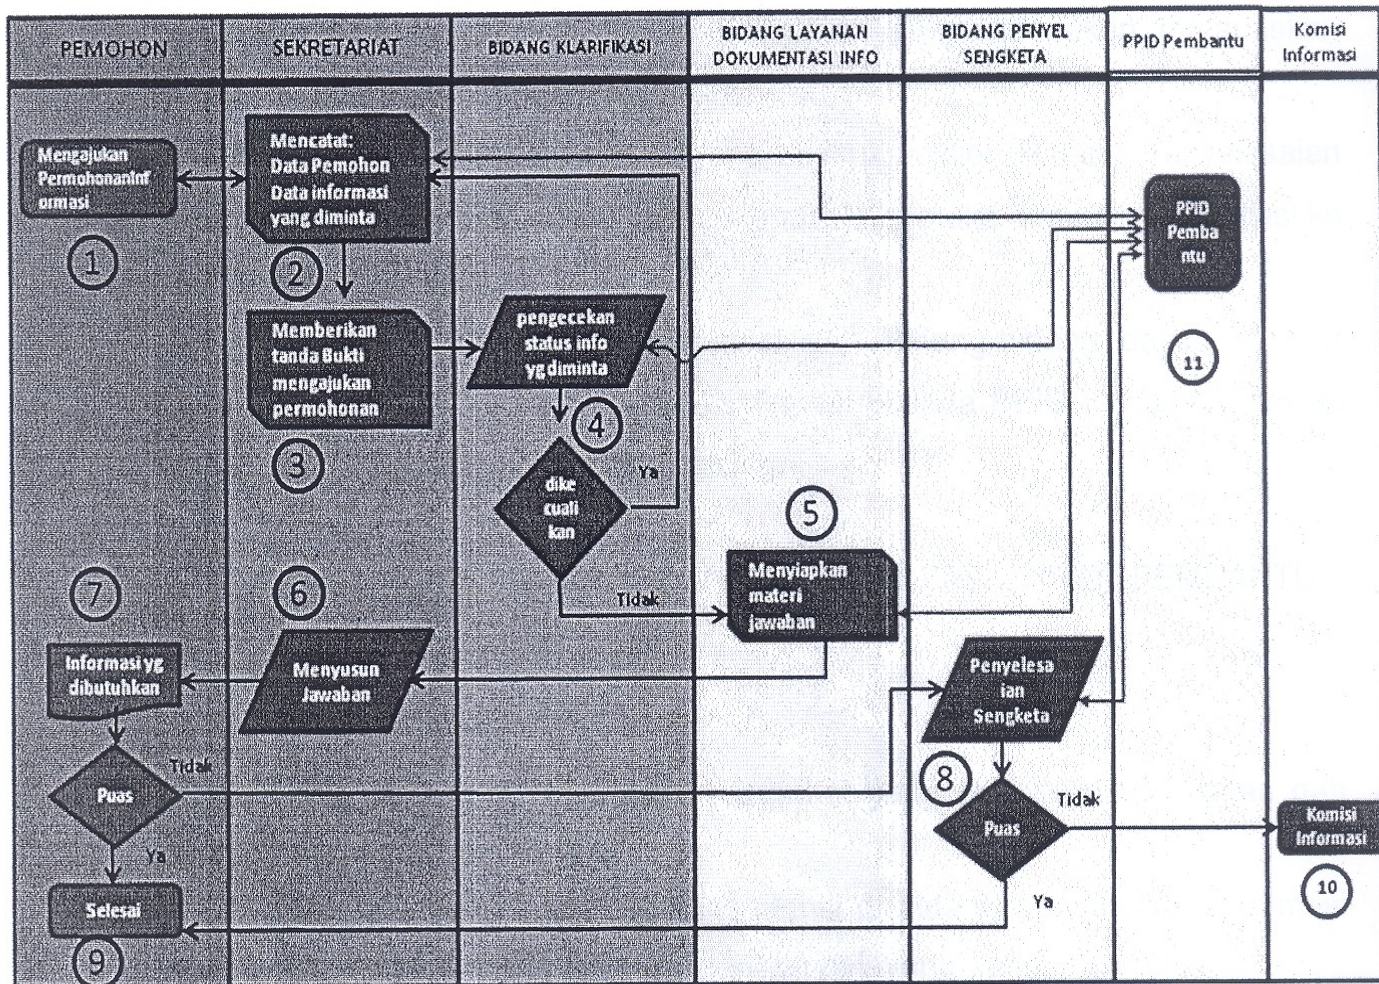 PEMOHON
SEKRETARIAT
BIDANG KLARIFIKASI
BIDANG LAYANAN
DOKUMENTASI INFO
BIDANG PENYEL
SENGKETA
PPID Pembantu
Komisi
Informasi
Mengajukan
PermohonanInf
ormasi
1
Mencatat:
Data Pemohon
Data informasi
yang diminta
2
Memberikan
tanda Bukti
mengajukan
permohonan
3
pengecekan
status info
yg diminta
4
dike
cuali
kan
Ya
Tidak
5
Menyiapkan
materi
jawaban
PPID
Pemba
ntu
11
6
Menyusun
Jawaban
7
Informasi yg
dibutuhkan
Puas
Tidak
Ya
Selesai
9
Penyelesa
ian
Sengketa
8
Puas
Tidak
Ya
Komisi
Informasi
10